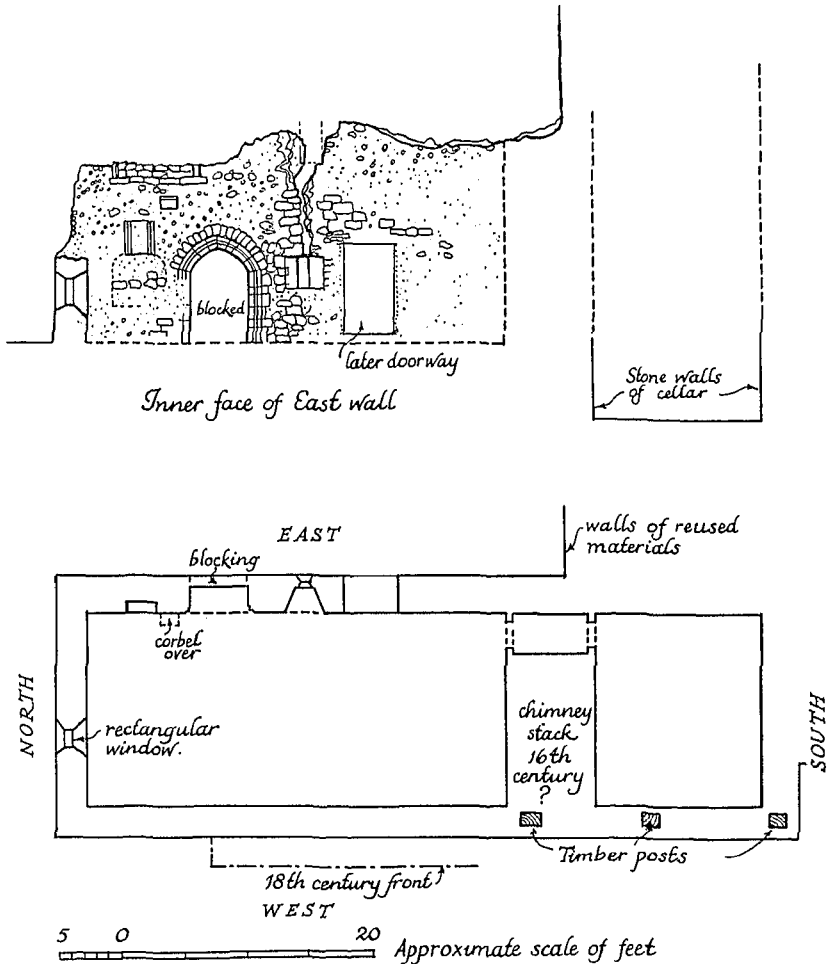 blocked
later doorway
Inner face of East wall
Stone walls
of cellar
EAST
walls of reused
materials
blocking
corbel
over
NORTH
rectangular
window.
chimney
stack
16th
century
?
SOUTH
Timber posts
18th century front
WEST
5 0 20 Approximate scale of feet